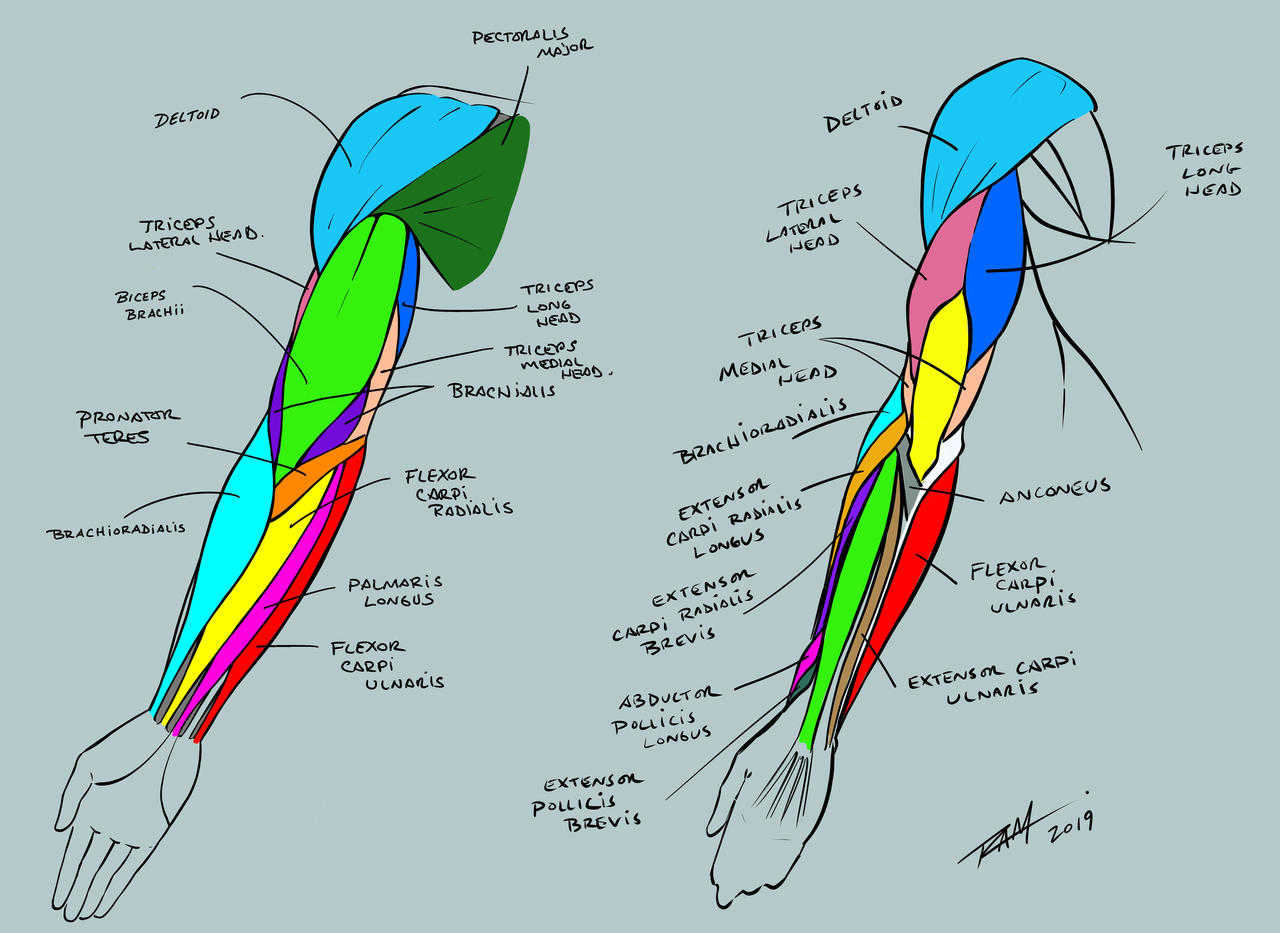 PECTORALIS
MAJOR
DELTOID
TRICEPS
LATERAL HEAD.
BICEPS
BRACHii
TRICEPS
LONG
HEAD
TRICEPS
MEDIAL
HEAD.
BRACHIALIS
PRONATOR
TERES
FLEXOR
CARPi
RADIALIS
BRACHiORADiALiS
PALMARiS
LONGUS
FLEXOR
CARPi
ULNARiS
DELTOiD
TRICEPS
LONG
HEAD
TRICEPS
LATERAL
HEAD
TRICEPS
MEDIAL
HEAD
BRACHiORADIALIS
ANCONEUS
EXTENSOR
CARPi RADiALiS
LONGUS
EXTENSOR
CARPi RADiALiS
BREViS
FLEXOR
CARPi
ULNARiS
EXTENSOR CARPi
ULNARiS
ABDUCTOR
POLLiCiS
LONGUS
EXTENSOR
POLLiCiS
BREViS
RAM 2019